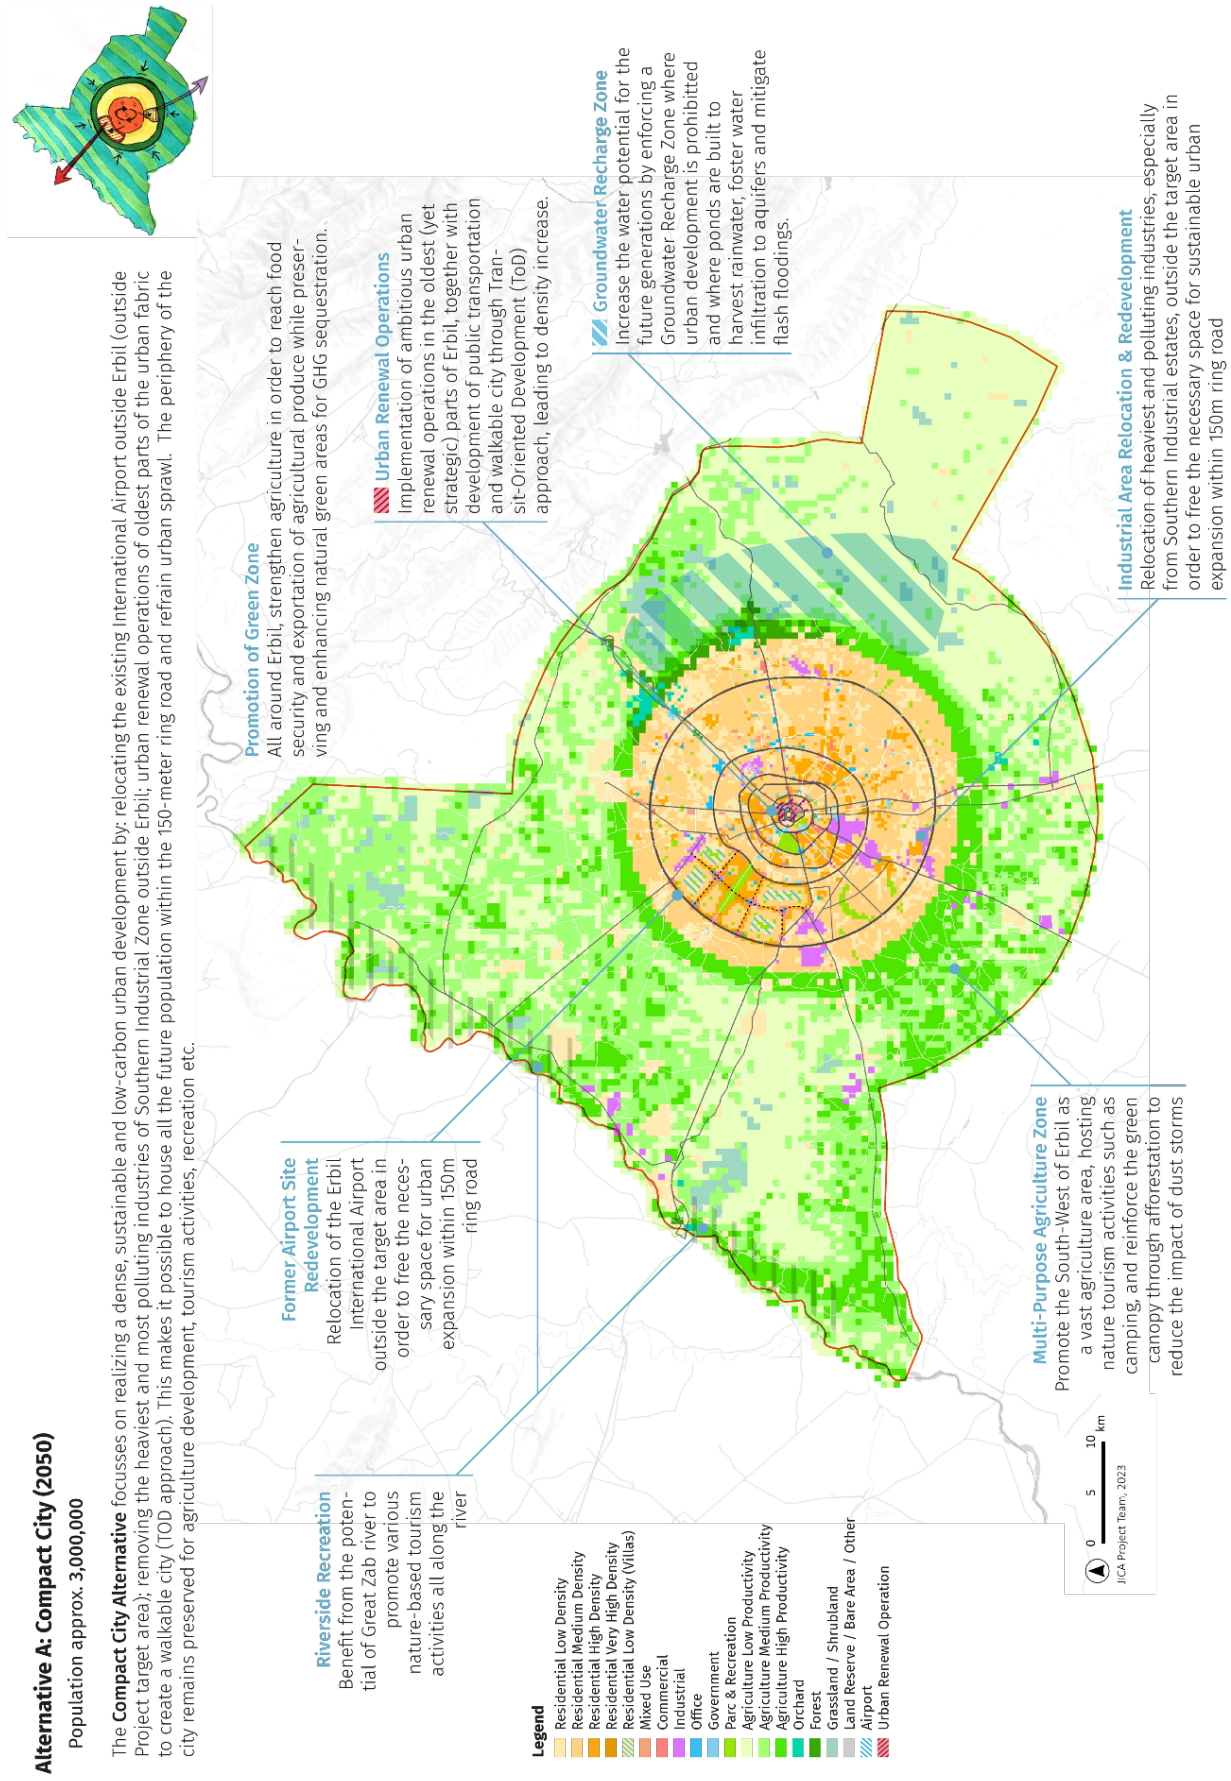 Alternative A: Compact City (2050)
Population approx. 3,000,000
The Compact City Alternative focusses on realizing a dense, sustainable and low-carbon urban development by: relocating the existing International Airport outside Erbil (outside
Project target area); removing the heaviest and most polluting industries of Southern Industrial Zone outside Erbil; urban renewal operations of oldest parts of the urban fabric
to create a walkable city (TOD approach). This makes it possible to house all the future population within the 150-meter ring road and refrain urban sprawl. The periphery of the
city remains preserved for agriculture development, tourism activities, recreation etc.
Riverside Recreation
Benefit from the poten-
tial of Great Zab river to
promote various
nature-based tourism
activities all along the
river
Former Airport Site
Redevelopment
Relocation of the Erbil
International Airport
outside the target area in
order to free the neces-
sary space for urban
expansion within 150m
ring road
Promotion of Green Zone
All around Erbil, strengthen agriculture in order to reach food
security and exportation of agricultural produce while preser-
ving and enhancing natural green areas for GHG sequestration.
Urban Renewal Operations
Implementation of ambitious urban
renewal operations in the oldest (yet
strategic) parts of Erbil, together with
development of public transportation
and walkable city through Tran-
sit-Oriented Development (ToD)
approach, leading to density increase.
Groundwater Recharge Zone
Increase the water potential for the
future generations by enforcing a
Groundwater Recharge Zone where
urban development is prohibitted
and where ponds are built to
harvest rainwater, foster water
infiltration to aquifers and mitigate
flash floodings.
Legend
Residential Low Density
Residential Medium Density
Residential High Density
Residential Very High Density
Residential Low Density (Villas)
Mixed Use
Commercial
Industrial
Office
Government
Parc & Recreation
Agriculture Low Productivity
Agriculture Medium Productivity
Agriculture High Productivity
Orchard
Forest
Grassland / Shrubland
Land Reserve / Bare Area / Other
Airport
Urban Renewal Operation
Multi-Purpose Agriculture Zone
Promote the South-West of Erbil as
a vast agriculture area, hosting
nature tourism activities such as
camping, and reinforce the green
canopy through afforestation to
reduce the impact of dust storms
Industrial Area Relocation & Redevelopment
Relocation of heaviest and polluting industries, especially
from Southern Industrial estates, outside the target area in
order to free the necessary space for sustainable urban
expansion within 150m ring road
0 5 10
km
JICA Project Team, 2023